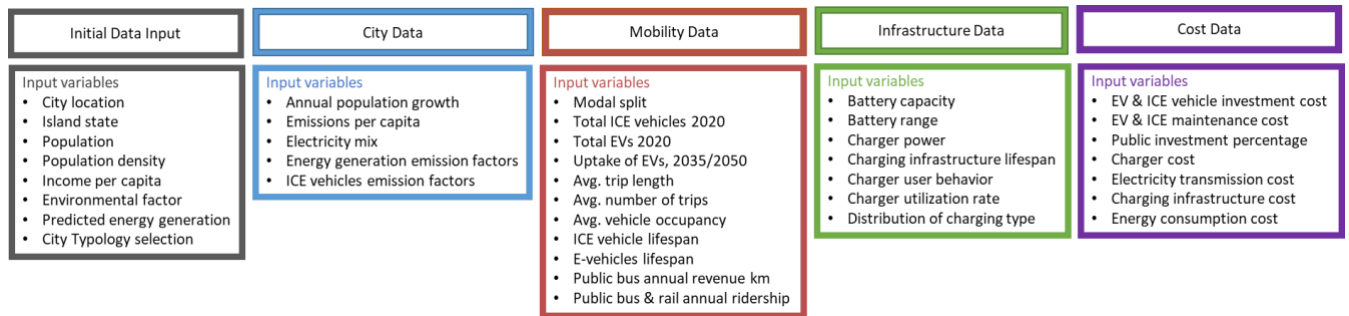 Initial Data Input
Input variables
• City location
• Island state
• Population
• Population density
• Income per capita
• Environmental factor
• Predicted energy generation
• City Typology selection
City Data
Input variables
• Annual population growth
• Emissions per capita
• Electricity mix
• Energy generation emission factors
• ICE vehicles emission factors
Mobility Data
Input variables
• Modal split
• Total ICE vehicles 2020
• Total EVs 2020
• Uptake of EVs, 2035/2050
• Avg. trip length
• Avg. number of trips
• Avg. vehicle occupancy
• ICE vehicle lifespan
• E-vehicles lifespan
• Public bus annual revenue km
• Public bus & rail annual ridership
Infrastructure Data
Input variables
• Battery capacity
• Battery range
• Charger power
• Charging infrastructure lifespan
• Charger user behavior
• Charger utilization rate
• Distribution of charging type
Cost Data
Input variables
• EV & ICE vehicle investment cost
• EV & ICE maintenance cost
• Public investment percentage
• Charger cost
• Electricity transmission cost
• Charging infrastructure cost
• Energy consumption cost